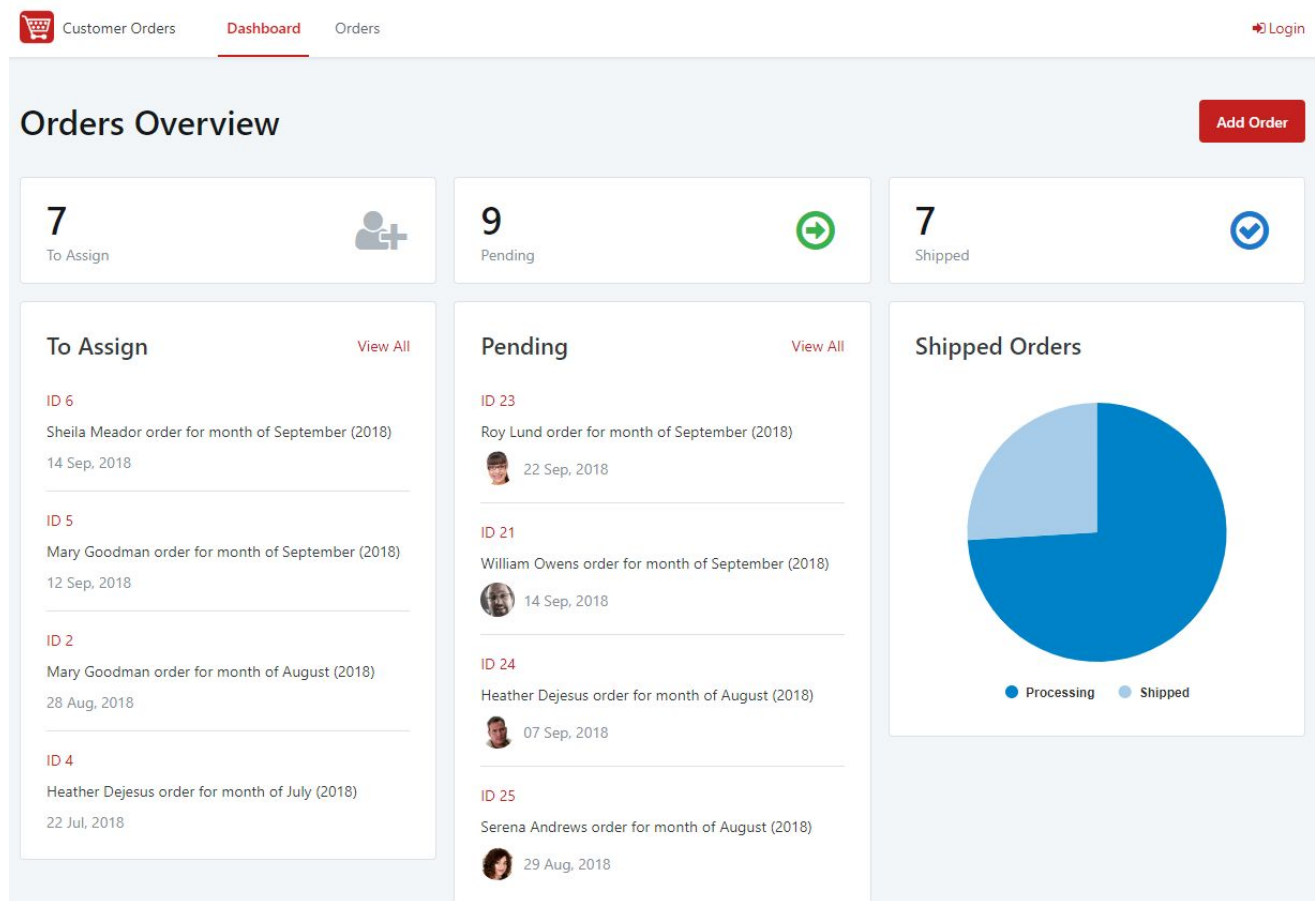 Customer Orders
Dashboard
Orders
Login
Orders Overview
Add Order
7
To Assign
9
Pending
7
Shipped
To Assign
View All
ID 6
Sheila Meador order for month of September (2018)
14 Sep, 2018
ID 5
Mary Goodman order for month of September (2018)
12 Sep, 2018
ID 2
Mary Goodman order for month of August (2018)
28 Aug, 2018
ID 4
Heather Dejesus order for month of July (2018)
22 Jul, 2018
Pending
View All
ID 23
Roy Lund order for month of September (2018)
22 Sep, 2018
ID 21
William Owens order for month of September (2018)
14 Sep, 2018
ID 24
Heather Dejesus order for month of August (2018)
07 Sep, 2018
ID 25
Serena Andrews order for month of August (2018)
29 Aug, 2018
Shipped Orders
Processing
Shipped